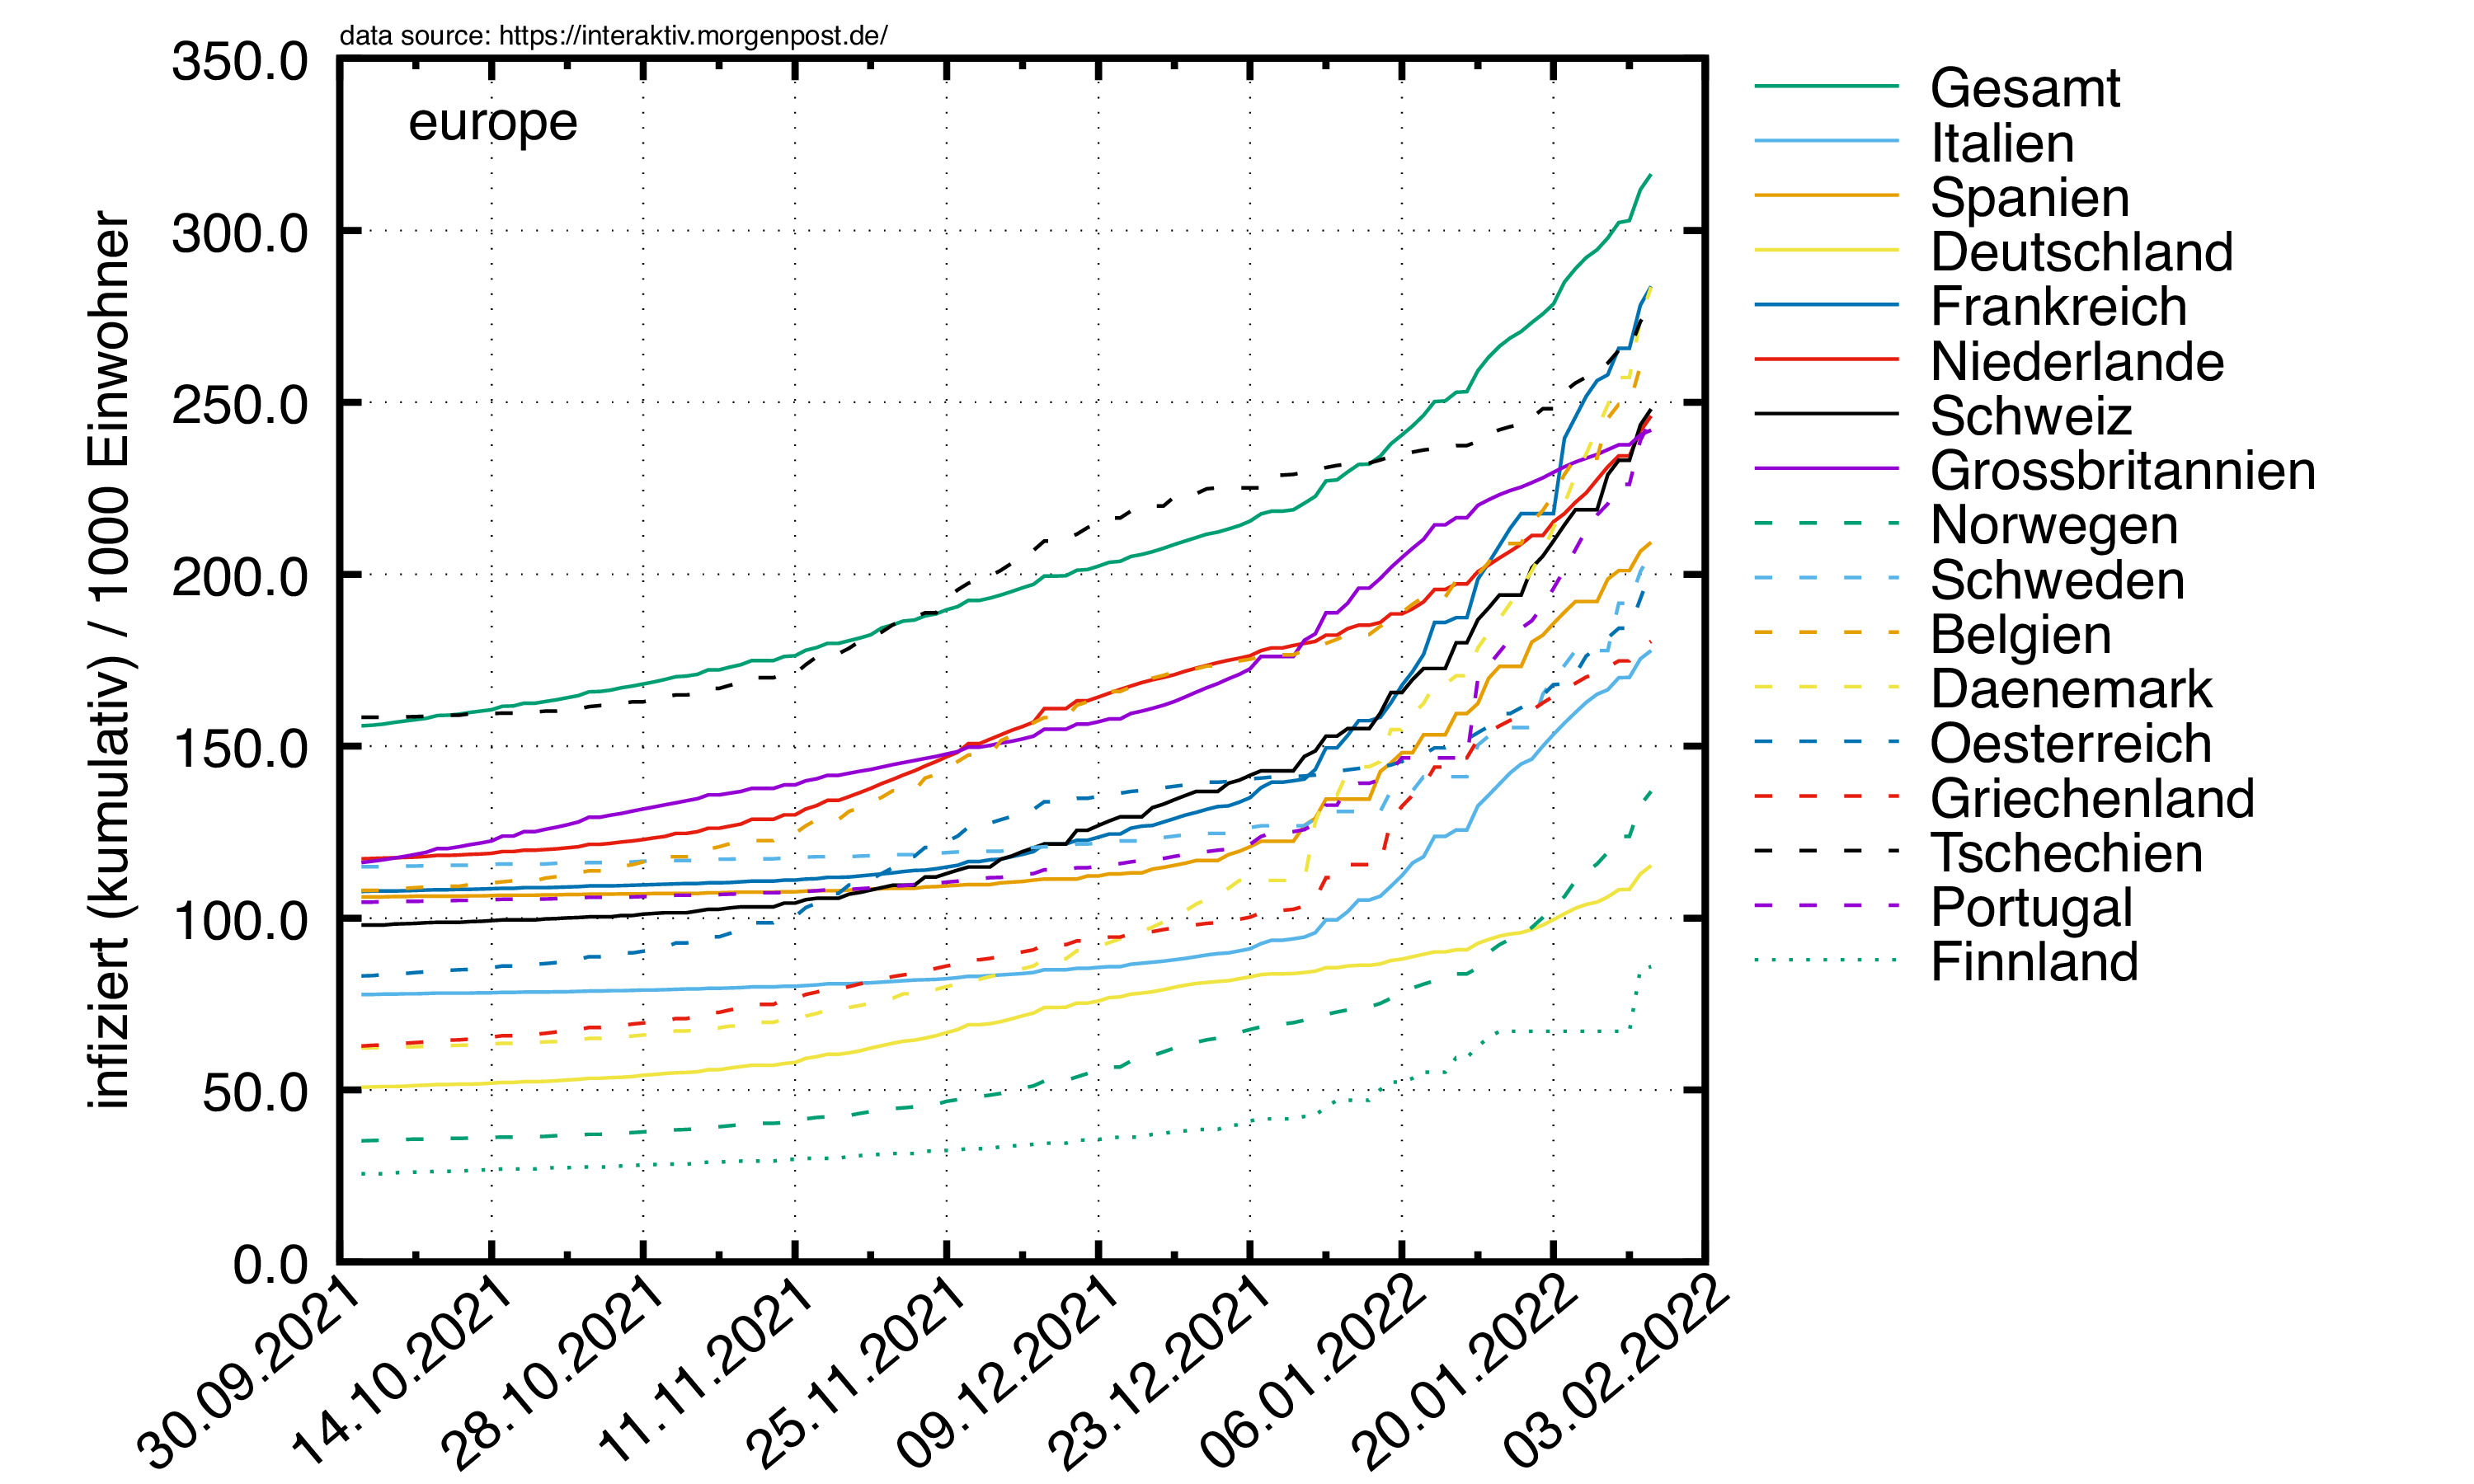 data source: https://interaktiv.morgenpost.de/
350.0
300.0
250.0
200.0
150.0
100.0
50.0
0.0
infiziert (kumulativ) / 1000 Einwohner
europe
30.09.2021
14.10.2021
28.10.2021
11.11.2021
25.11.2021
09.12.2021
23.12.2021
06.01.2022
20.01.2022
03.02.2022
Gesamt
Italien
Spanien
Deutschland
Frankreich
Niederlande
Schweiz
Grossbritannien
Norwegen
Schweden
Belgien
Daenemark
Oesterreich
Griechenland
Tschechien
Portugal
Finnland